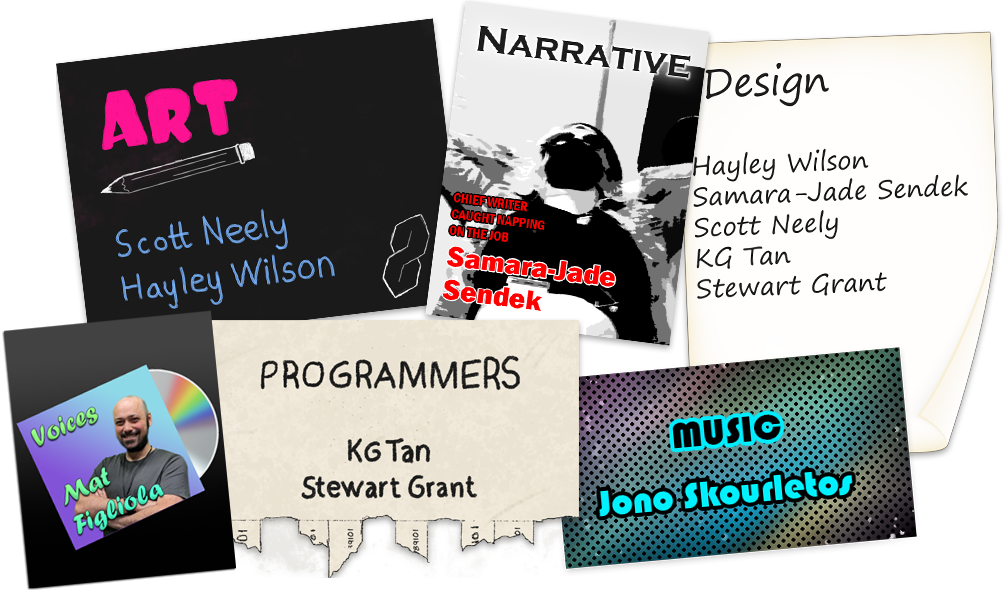 ART
Scott Neely
Hayley Wilson
NARRATIVE
CHIEF WRITER
CAUGHT NAPPING
ON THE JOB
Samara-Jade
Sendek
Design
Hayley Wilson
Samara-Jade Sendek
Scott Neely
KG Tan
Stewart Grant
Voices
Mat
Figliola
PROGRAMMERS
KG Tan
Stewart Grant
MUSIC
Jono Skourletos